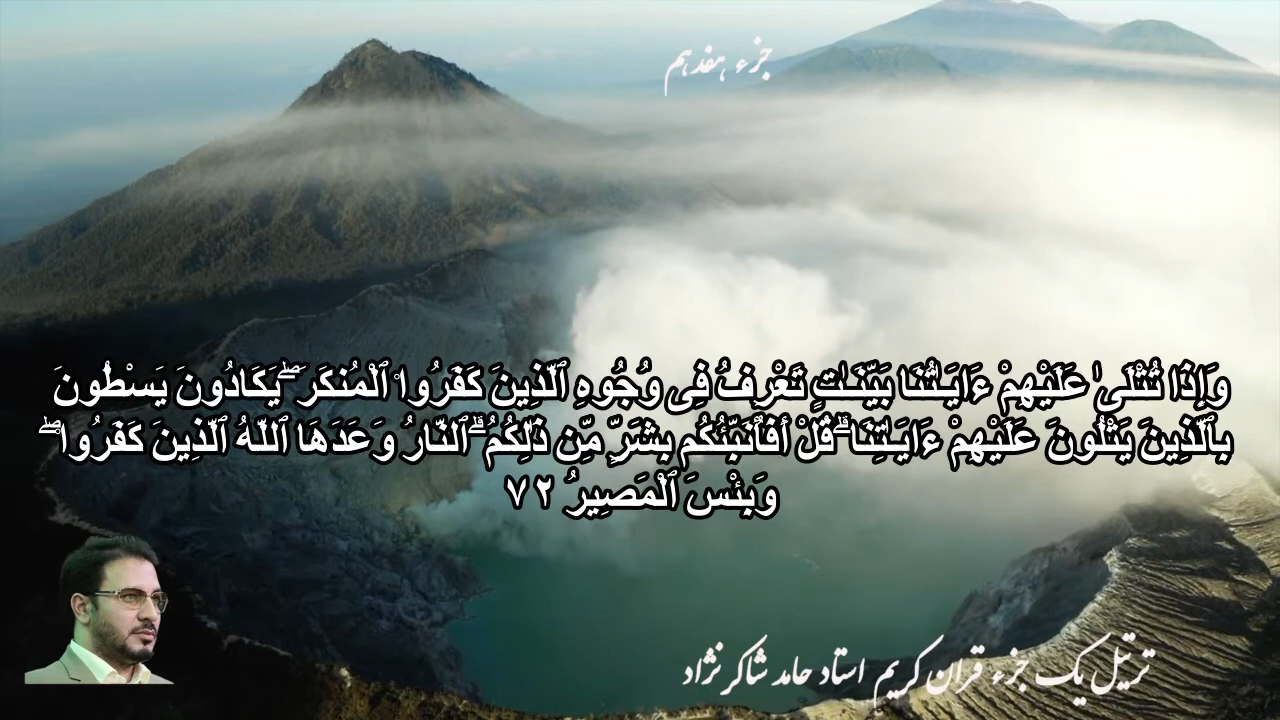 جزء هفدهم
وَإِذَا تُتْلَىٰ عَلَيْهِمْ ءَايَـٰتُنَا بَيِّنَـٰتٍ تَعْرِفُ فِى وُجُوهِ ٱلَّذِينَ كَفَرُوا۟ ٱلْمُنكَرَ ۖ يَكَادُونَ يَسْطُونَ
بِٱلَّذِينَ يَتْلُونَ عَلَيْهِمْ ءَايَـٰتِنَا ۗ قُلْ أَفَأُنَبِّئُكُم بِشَرٍّ مِّن ذَٰلِكُمُ ۗ ٱلنَّارُ وَعَدَهَا ٱللَّهُ ٱلَّذِينَ كَفَرُوا۟ ۖ
وَبِئْسَ ٱلْمَصِيرُ ٧٢
ترتیل یک جزء قران کریم استاد حامد شاکرنژاد